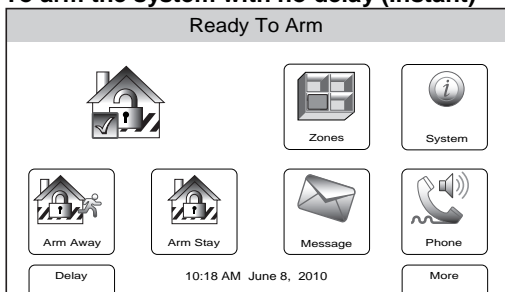 To arm the system with no delay (instant)
Ready To Arm
Zones
System
Arm Away
Arm Stay
Message
Phone
Delay
10:18 AM June 8, 2010
More